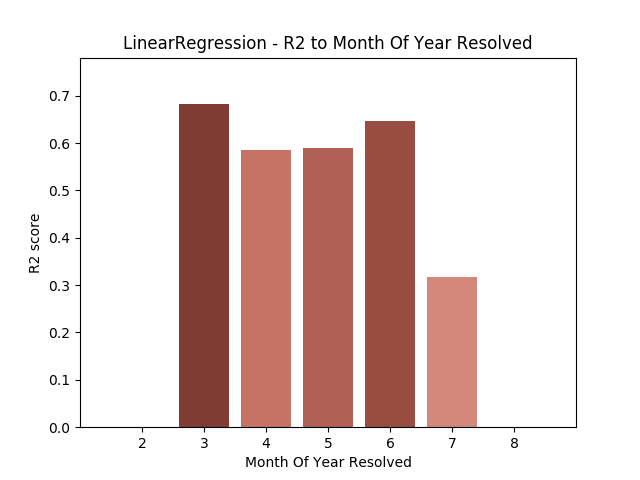 LinearRegression - R2 to Month Of Year Resolved
0.7
0.6
0.5
0.4
0.3
0.2
0.1
0.0
R2 score
2 3 4 5 6 7 8
Month Of Year Resolved